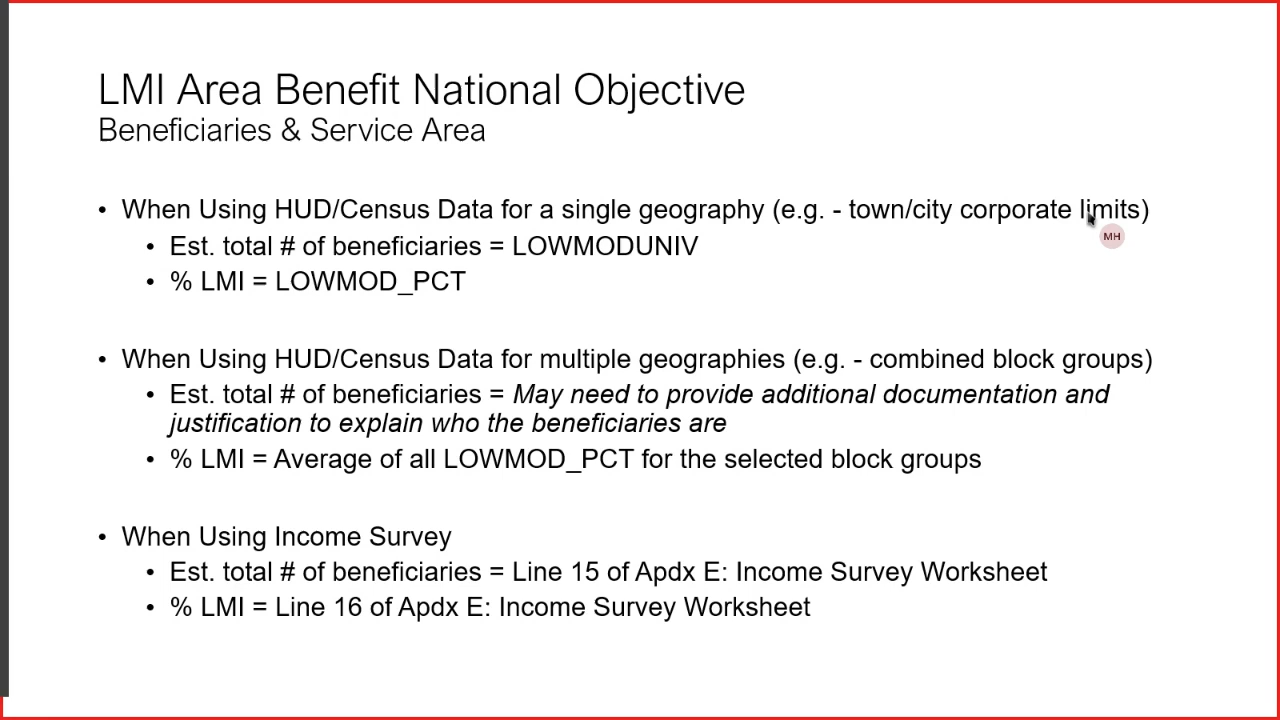 LMI Area Benefit National Objective
Beneficiaries & Service Area
• When Using HUD/Census Data for a single geography (e.g. - town/city corporate limits)
MH
• Est. total # of beneficiaries = LOWMODUNIV
• % LMI = LOWMOD_PCT
• When Using HUD/Census Data for multiple geographies (e.g. - combined block groups)
• Est. total # of beneficiaries = May need to provide additional documentation and
justification to explain who the beneficiaries are
• % LMI = Average of all LOWMOD_PCT for the selected block groups
• When Using Income Survey
• Est. total # of beneficiaries = Line 15 of Apdx E: Income Survey Worksheet
• % LMI = Line 16 of Apdx E: Income Survey Worksheet